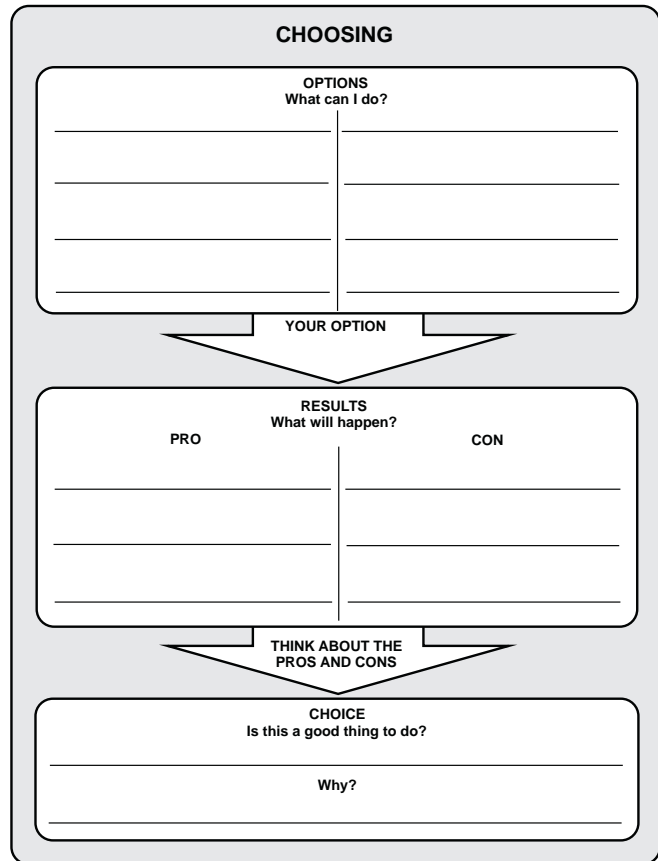 CHOOSING
OPTIONS
What can I do?
YOUR OPTION
RESULTS
What will happen?
PRO
CON
THINK ABOUT THE
PROS AND CONS
CHOICE
Is this a good thing to do?
Why?